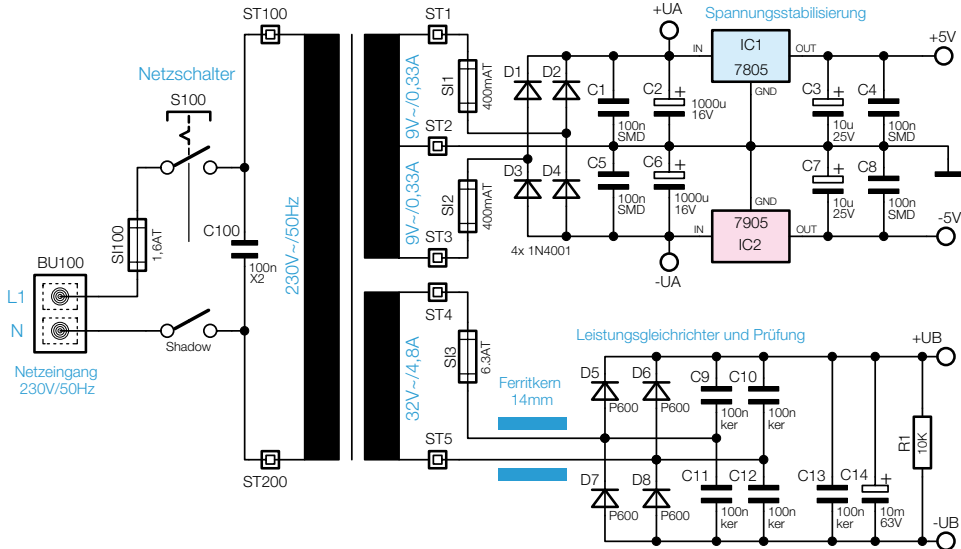 ST100
ST1
+UA
Spannungsstabilisierung
+5V
Netzschalter
S100
SI1
400mAT
9V~/0,33A
D1
D2
C1
100n
SMD
C2
1000u
16V
IN
IC1
7805
OUT
GND
C3
10u
25V
C4
100n
SMD
ST2
SI100
1,6AT
C100
100n
X2
230V~/50Hz
9V~/0,33A
SI2
400mAT
D3
D4
C5
100n
SMD
C6
1000u
16V
GND
7905
IC2
IN
OUT
C7
10u
25V
C8
100n
SMD
-5V
ST3
4x 1N4001
-UA
BU100
L1
N
Netzeingang
230V/50Hz
Shadow
ST4
SI3
6.3AT
32V~/4,8A
Leistungsgleichrichter und Prüfung
+UB
Ferritkern
14mm
D5
P600
D6
P600
C9
100n
ker
C10
100n
ker
R1
10K
ST5
ST200
D7
P600
D8
P600
C11
100n
ker
C12
100n
ker
C13
100n
ker
C14
10m
63V
-UB